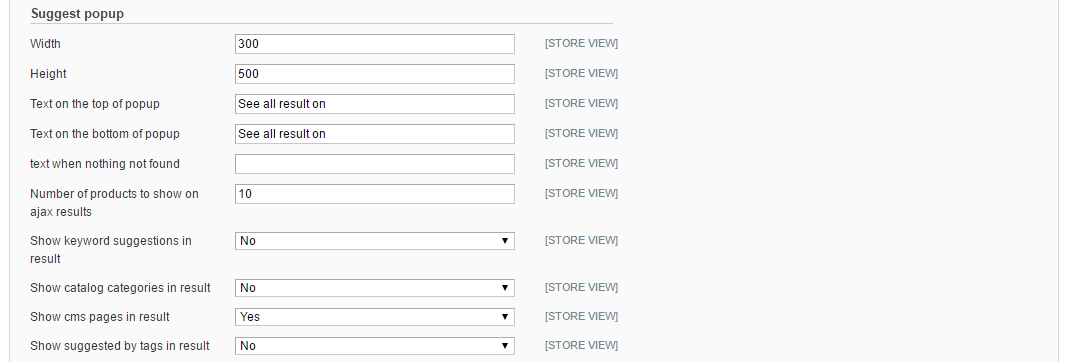 Suggest popup
Width 300 [STORE VIEW]
Height 500 [STORE VIEW]
Text on the top of popup See all result on [STORE VIEW]
Text on the bottom of popup See all result on [STORE VIEW]
text when nothing not found [STORE VIEW]
Number of products to show on 10 [STORE VIEW]
ajax results
Show keyword suggestions in No [STORE VIEW]
result
Show catalog categories in result No [STORE VIEW]
Show cms pages in result Yes [STORE VIEW]
Show suggested by tags in result No [STORE VIEW]